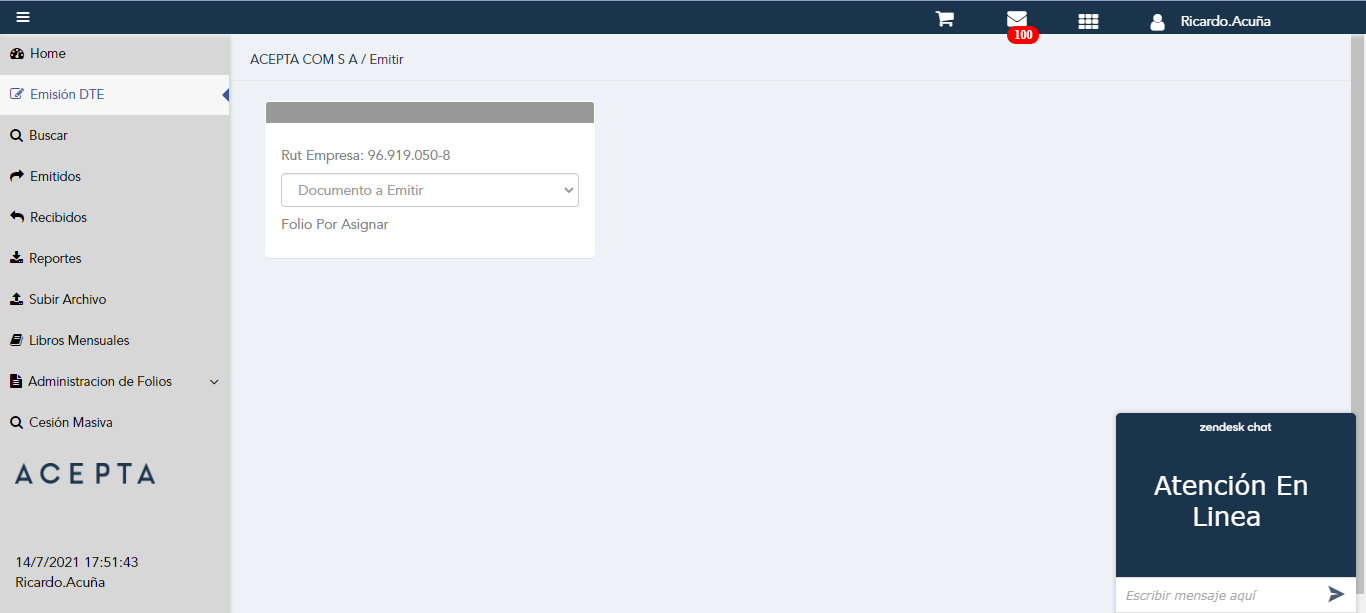 100
Ricardo.Acuña
Home
Emisión DTE
Buscar
Emitidos
Recibidos
Reportes
Subir Archivo
Libros Mensuales
Administracion de Folios
Cesión Masiva
ACEPTA
14/7/2021 17:51:43
Ricardo.Acuña
ACEPTA COM S A / Emitir
Rut Empresa: 96.919.050-8
Documento a Emitir
Folio Por Asignar
zendesk chat
Atención En
Linea
Escribir mensaje aquí